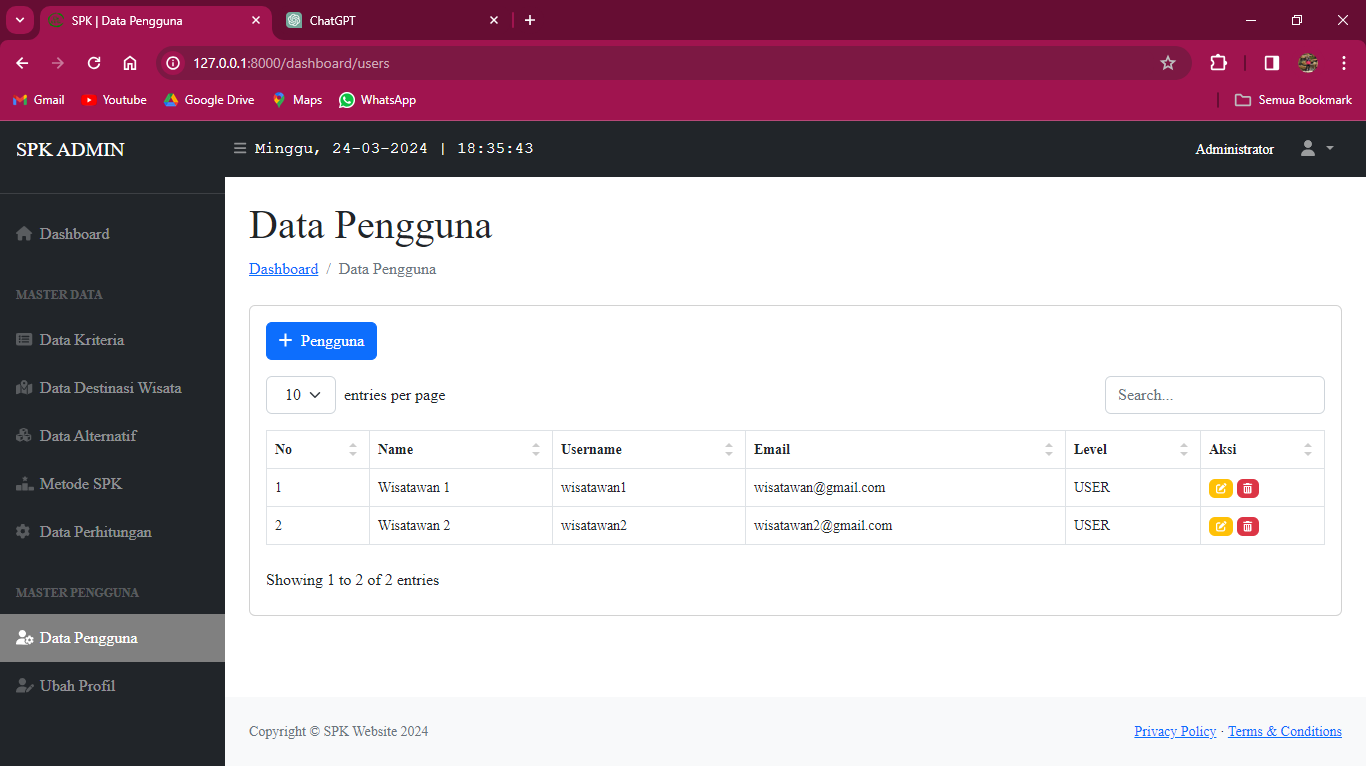 SPK | Data Pengguna
ChatGPT
127.0.0.1:8000/dashboard/users
Gmail Youtube Google Drive Maps WhatsApp Semua Bookmark
SPK ADMIN
Minggu, 24-03-2024 | 18:35:43
Administrator
Dashboard
MASTER DATA
Data Kriteria
Data Destinasi Wisata
Data Alternatif
Metode SPK
Data Perhitungan
MASTER PENGGUNA
Data Pengguna
Ubah Profil
Data Pengguna
Dashboard / Data Pengguna
+ Pengguna
10 entries per page
Search...
No Name Username Email Level Aksi
1 Wisatawan 1 wisatawan1 wisatawan@gmail.com USER
2 Wisatawan 2 wisatawan2 wisatawan2@gmail.com USER
Showing 1 to 2 of 2 entries
Copyright © SPK Website 2024
Privacy Policy · Terms & Conditions